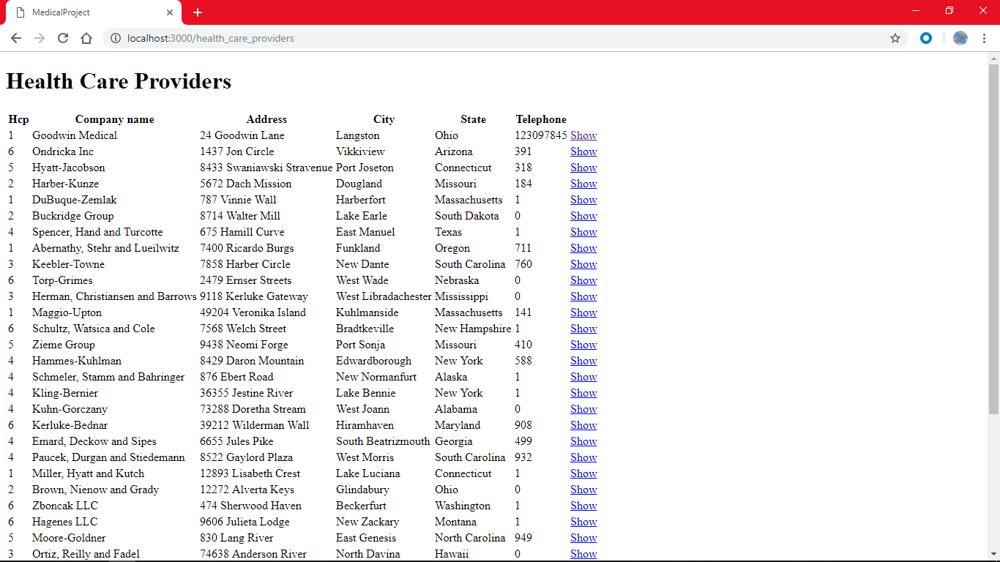 MedicalProject
localhost:3000/health_care_providers
Health Care Providers
Hcp Company name Address City State Telephone
1 Goodwin Medical 24 Goodwin Lane Langston Ohio 123097845 Show
6 Ondricka Inc 1437 Jon Circle Vikkiview Arizona 391 Show
5 Hyatt-Jacobson 8433 Swaniawski Stravenue Port Joseton Connecticut 318 Show
2 Harber-Kunze 5672 Dach Mission Dougland Missouri 184 Show
1 DuBuque-Zemlak 787 Vinnie Wall Harberfort Massachusetts 1 Show
2 Buckridge Group 8714 Walter Mill Lake Earle South Dakota 0 Show
4 Spencer, Hand and Turcotte 675 Hamill Curve East Manuel Texas 1 Show
1 Abernathy, Stehr and Lueilwitz 7400 Ricardo Burgs Funkland Oregon 711 Show
3 Keebler-Towne 7858 Harber Circle New Dante South Carolina 760 Show
6 Torp-Grimes 2479 Ernser Streets West Wade Nebraska 0 Show
3 Herman, Christiansen and Barrows 9118 Kerluke Gateway West Libradachester Mississippi 0 Show
1 Maggio-Upton 49204 Veronika Island Kuhlmanside Massachusetts 141 Show
6 Schultz, Watsica and Cole 7568 Welch Street Bradtkeville New Hampshire 1 Show
5 Zieme Group 9438 Neomi Forge Port Sonja Missouri 410 Show
4 Hammes-Kuhlman 8429 Daron Mountain Edwardborough New York 588 Show
4 Schmeler, Stamm and Bahringer 876 Ebert Road New Normanfurt Alaska 1 Show
4 Kling-Bernier 36355 Jestine River Lake Bennie New York 1 Show
4 Kuhn-Gorczany 73288 Doretha Stream West Joann Alabama 0 Show
6 Kerluke-Bednar 39212 Wilderman Wall Hiramhaven Maryland 908 Show
4 Emard, Deckow and Sipes 6655 Jules Pike South Beatrizmouth Georgia 499 Show
4 Paucek, Durgan and Stiedemann 8522 Gaylord Plaza West Morris South Carolina 932 Show
1 Miller, Hyatt and Kutch 12893 Lisabeth Crest Lake Luciana Connecticut 1 Show
2 Brown, Nienow and Grady 12272 Alverta Keys Glindabury Ohio 0 Show
6 Zboncak LLC 474 Sherwood Haven Beckerfurt Washington 1 Show
6 Hagenes LLC 9606 Julieta Lodge New Zackary Montana 1 Show
5 Moore-Goldner 830 Lang River East Genesis North Carolina 949 Show
3 Ortiz, Reilly and Fadel 74638 Anderson River North Davina Hawaii 0 Show